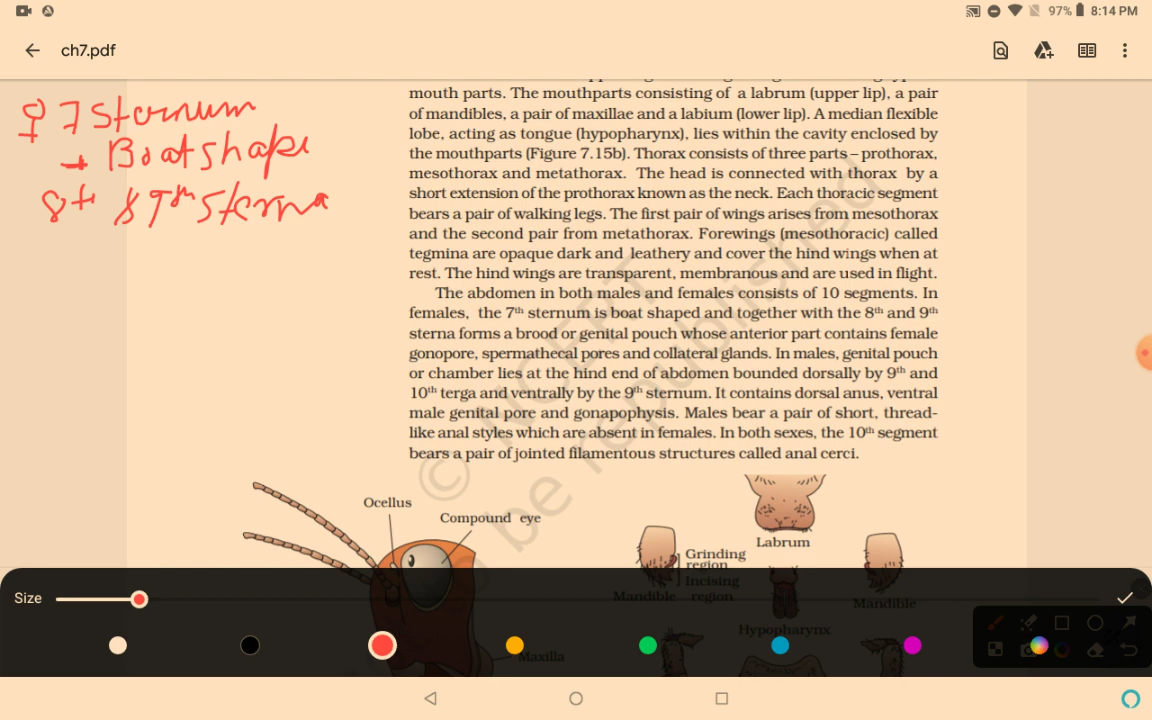 97% 8:14 PM
ch7.pdf
♀ 7 sternum
→ Boat shape
8th & 9th sterna
mouth parts. The mouthparts consisting of a labrum (upper lip), a pair
of mandibles, a pair of maxillae and a labium (lower lip). A median flexible
lobe, acting as tongue (hypopharynx), lies within the cavity enclosed by
the mouthparts (Figure 7.15b). Thorax consists of three parts – prothorax,
mesothorax and metathorax. The head is connected with thorax by a
short extension of the prothorax known as the neck. Each thoracic segment
bears a pair of walking legs. The first pair of wings arises from mesothorax
and the second pair from metathorax. Forewings (mesothoracic) called
tegmina are opaque dark and leathery and cover the hind wings when at
rest. The hind wings are transparent, membranous and are used in flight.
The abdomen in both males and females consists of 10 segments. In
females, the 7th sternum is boat shaped and together with the 8th and 9th
sterna forms a brood or genital pouch whose anterior part contains female
gonopore, spermathecal pores and collateral glands. In males, genital pouch
or chamber lies at the hind end of abdomen bounded dorsally by 9th and
10th terga and ventrally by the 9th sternum. It contains dorsal anus, ventral
male genital pore and gonapophysis. Males bear a pair of short, thread-
like anal styles which are absent in females. In both sexes, the 10th segment
bears a pair of jointed filamentous structures called anal cerci.
© NCERT
be republished
Ocellus
Compound eye
Labrum
Grinding
region
Incising
region
Mandible
Mandible
Hypopharynx
Maxilla
Size